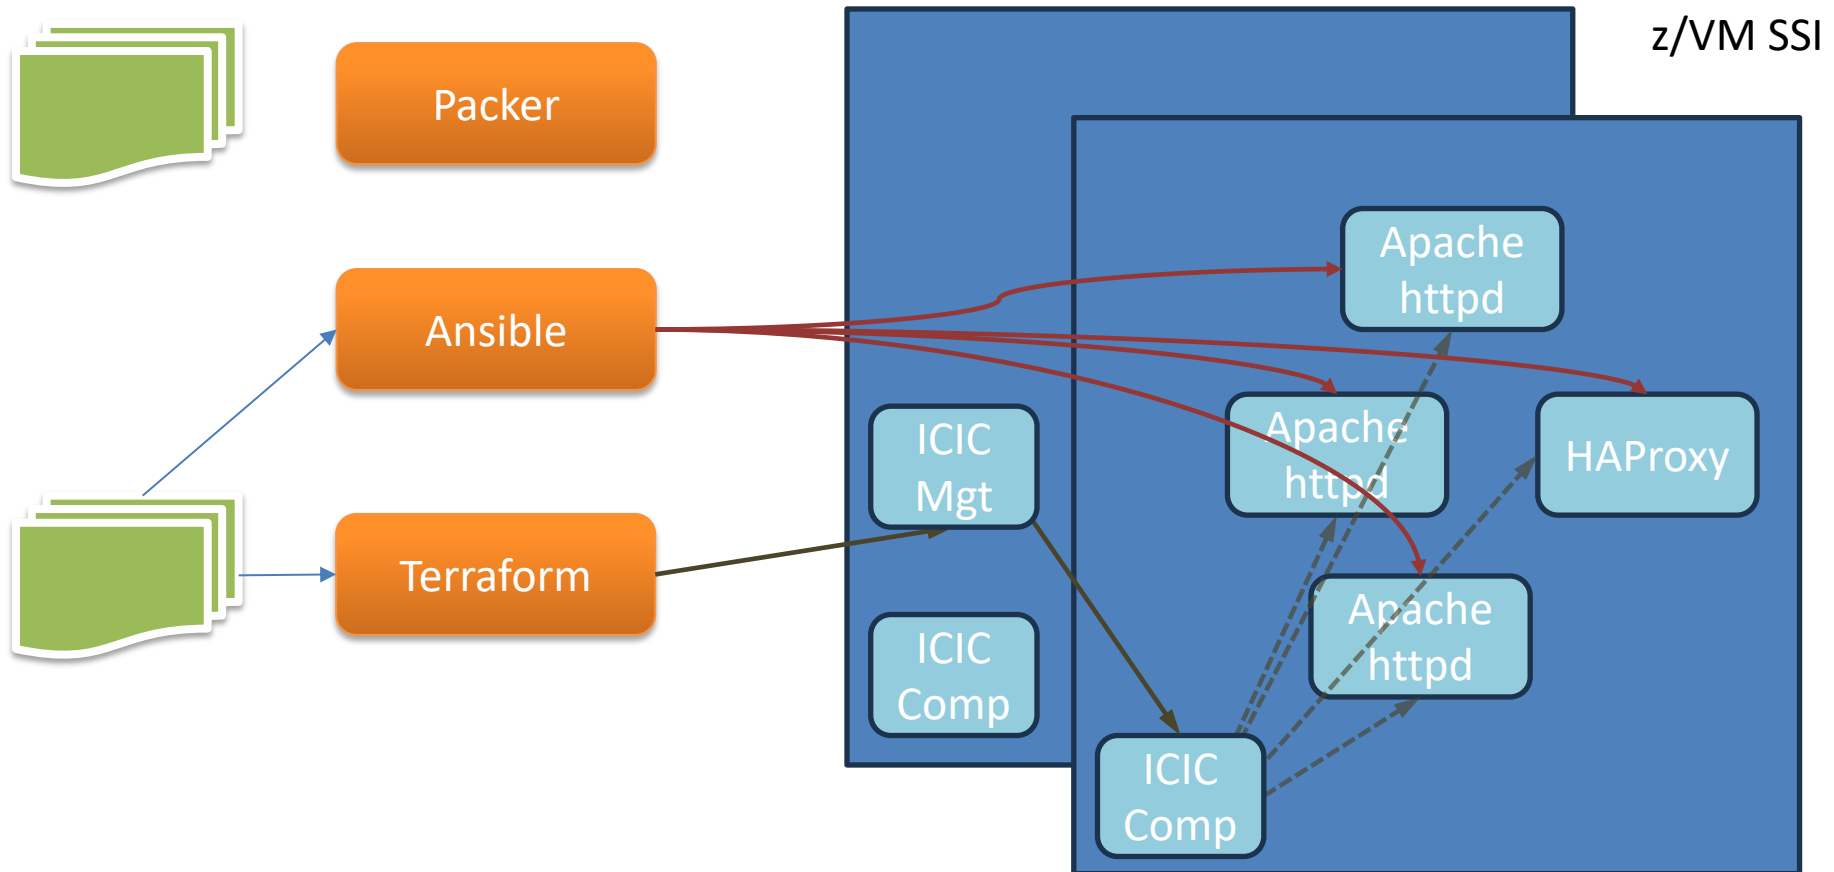 z/VM SSI
Packer
Ansible
Terraform
ICIC
Mgt
ICIC
Comp
Apache
httpd
Apache
httpd
HAProxy
Apache
httpd
ICIC
Comp